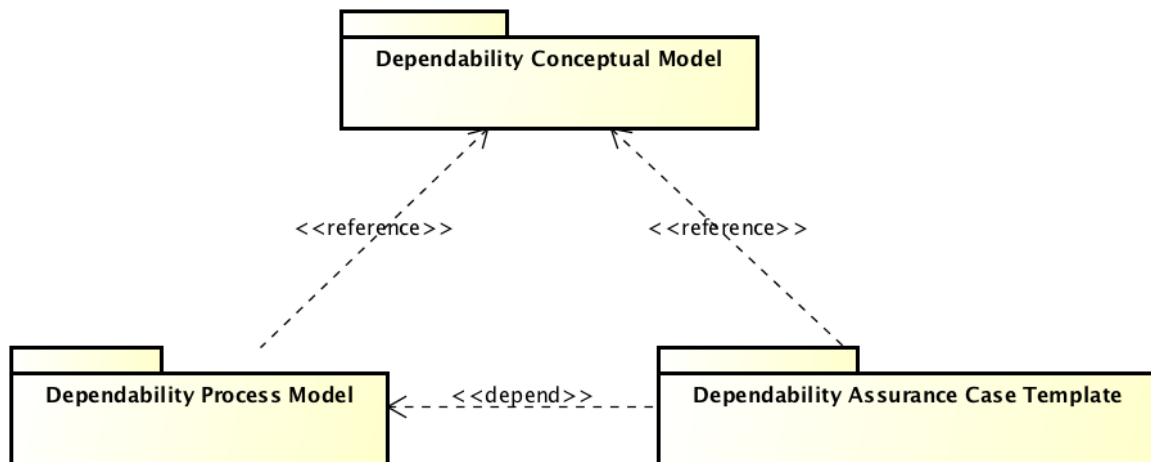 Dependability Conceptual Model
<<reference>>
<<reference>>
Dependability Process Model
<<depend>>
Dependability Assurance Case Template